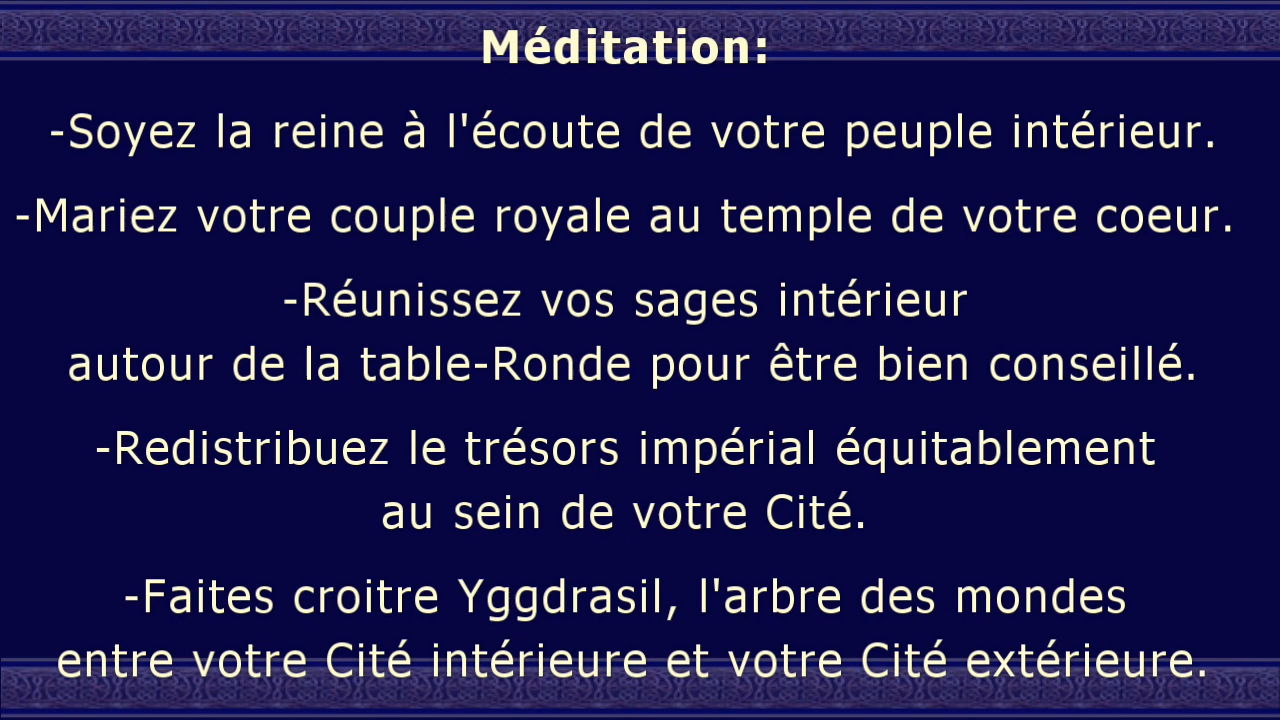 Méditation:
-Soyez la reine à l'écoute de votre peuple intérieur.
-Mariez votre couple royale au temple de votre coeur.
-Réunissez vos sages intérieur
autour de la table-Ronde pour être bien conseillé.
-Redistribuez le trésors impérial équitablement
au sein de votre Cité.
-Faites croitre Yggdrasil, l'arbre des mondes
entre votre Cité intérieure et votre Cité extérieure.